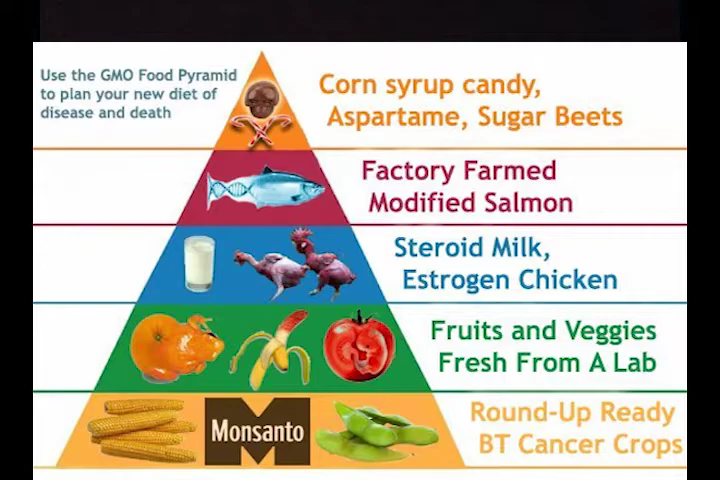 Use the GMO Food Pyramid
to plan your new diet of
disease and death
Corn syrup candy,
Aspartame, Sugar Beets
Factory Farmed
Modified Salmon
Steroid Milk,
Estrogen Chicken
Fruits and Veggies
Fresh From A Lab
Monsanto
Round-Up Ready
BT Cancer Crops